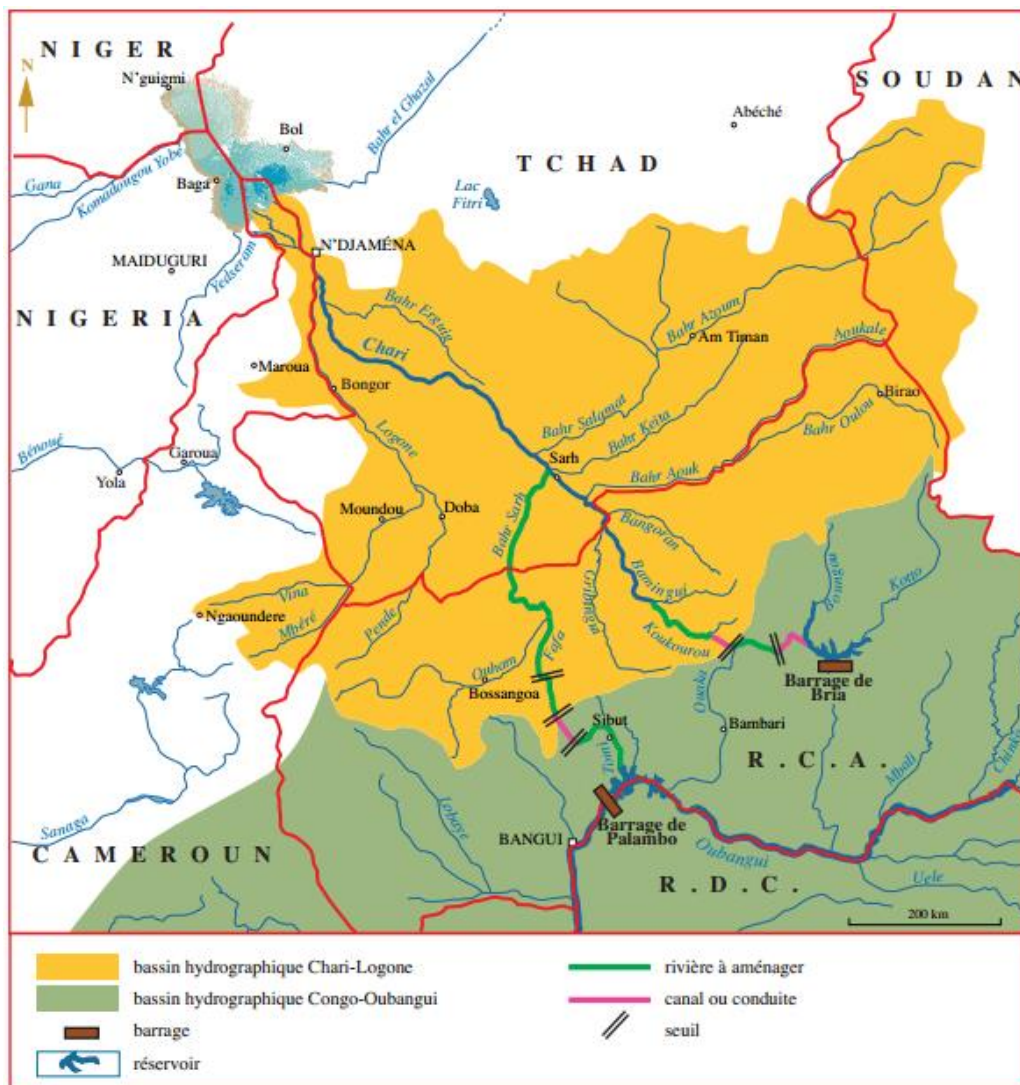 NIGER
N
N'guigmi
SOUDAN
Bahr el Ghazal
Abéché
Bol
TCHAD
Gana
Komadougou Yobé
Baga
Lac
Fitri
N'DJAMÉNA
MAIDUGURI
Yedseram
NIGERIA
Bahr Erguig
Bahr Azoum
Am Timan
Aoukale
Chari
Maroua
Bongor
Birao
Bahr Salamat
Bahr Keita
Bahr Oulou
Logone
Bénoué
Garoua
Yola
Sarh
Bahr Aouk
Moundou
Doba
Bahr Sarh
Bangoran
Bamingui
Gribingui
Boungou
Kotto
Vina
Ngaoundere
Mbéré
Pende
Fafa
Koukourou
Ouham
Bossangoa
Ouaka
Barrage de
Bria
Sibut
Tomi
Bambari
R.C.A.
Mbali
Chinko
Lobaye
Sanaga
BANGUI
Barrage de
Palambo
Oubangui
CAMEROUN
R.D.C.
Uele
200 km
bassin hydrographique Chari-Logone
bassin hydrographique Congo-Oubangui
barrage
réservoir
rivière à aménager
canal ou conduite
seuil